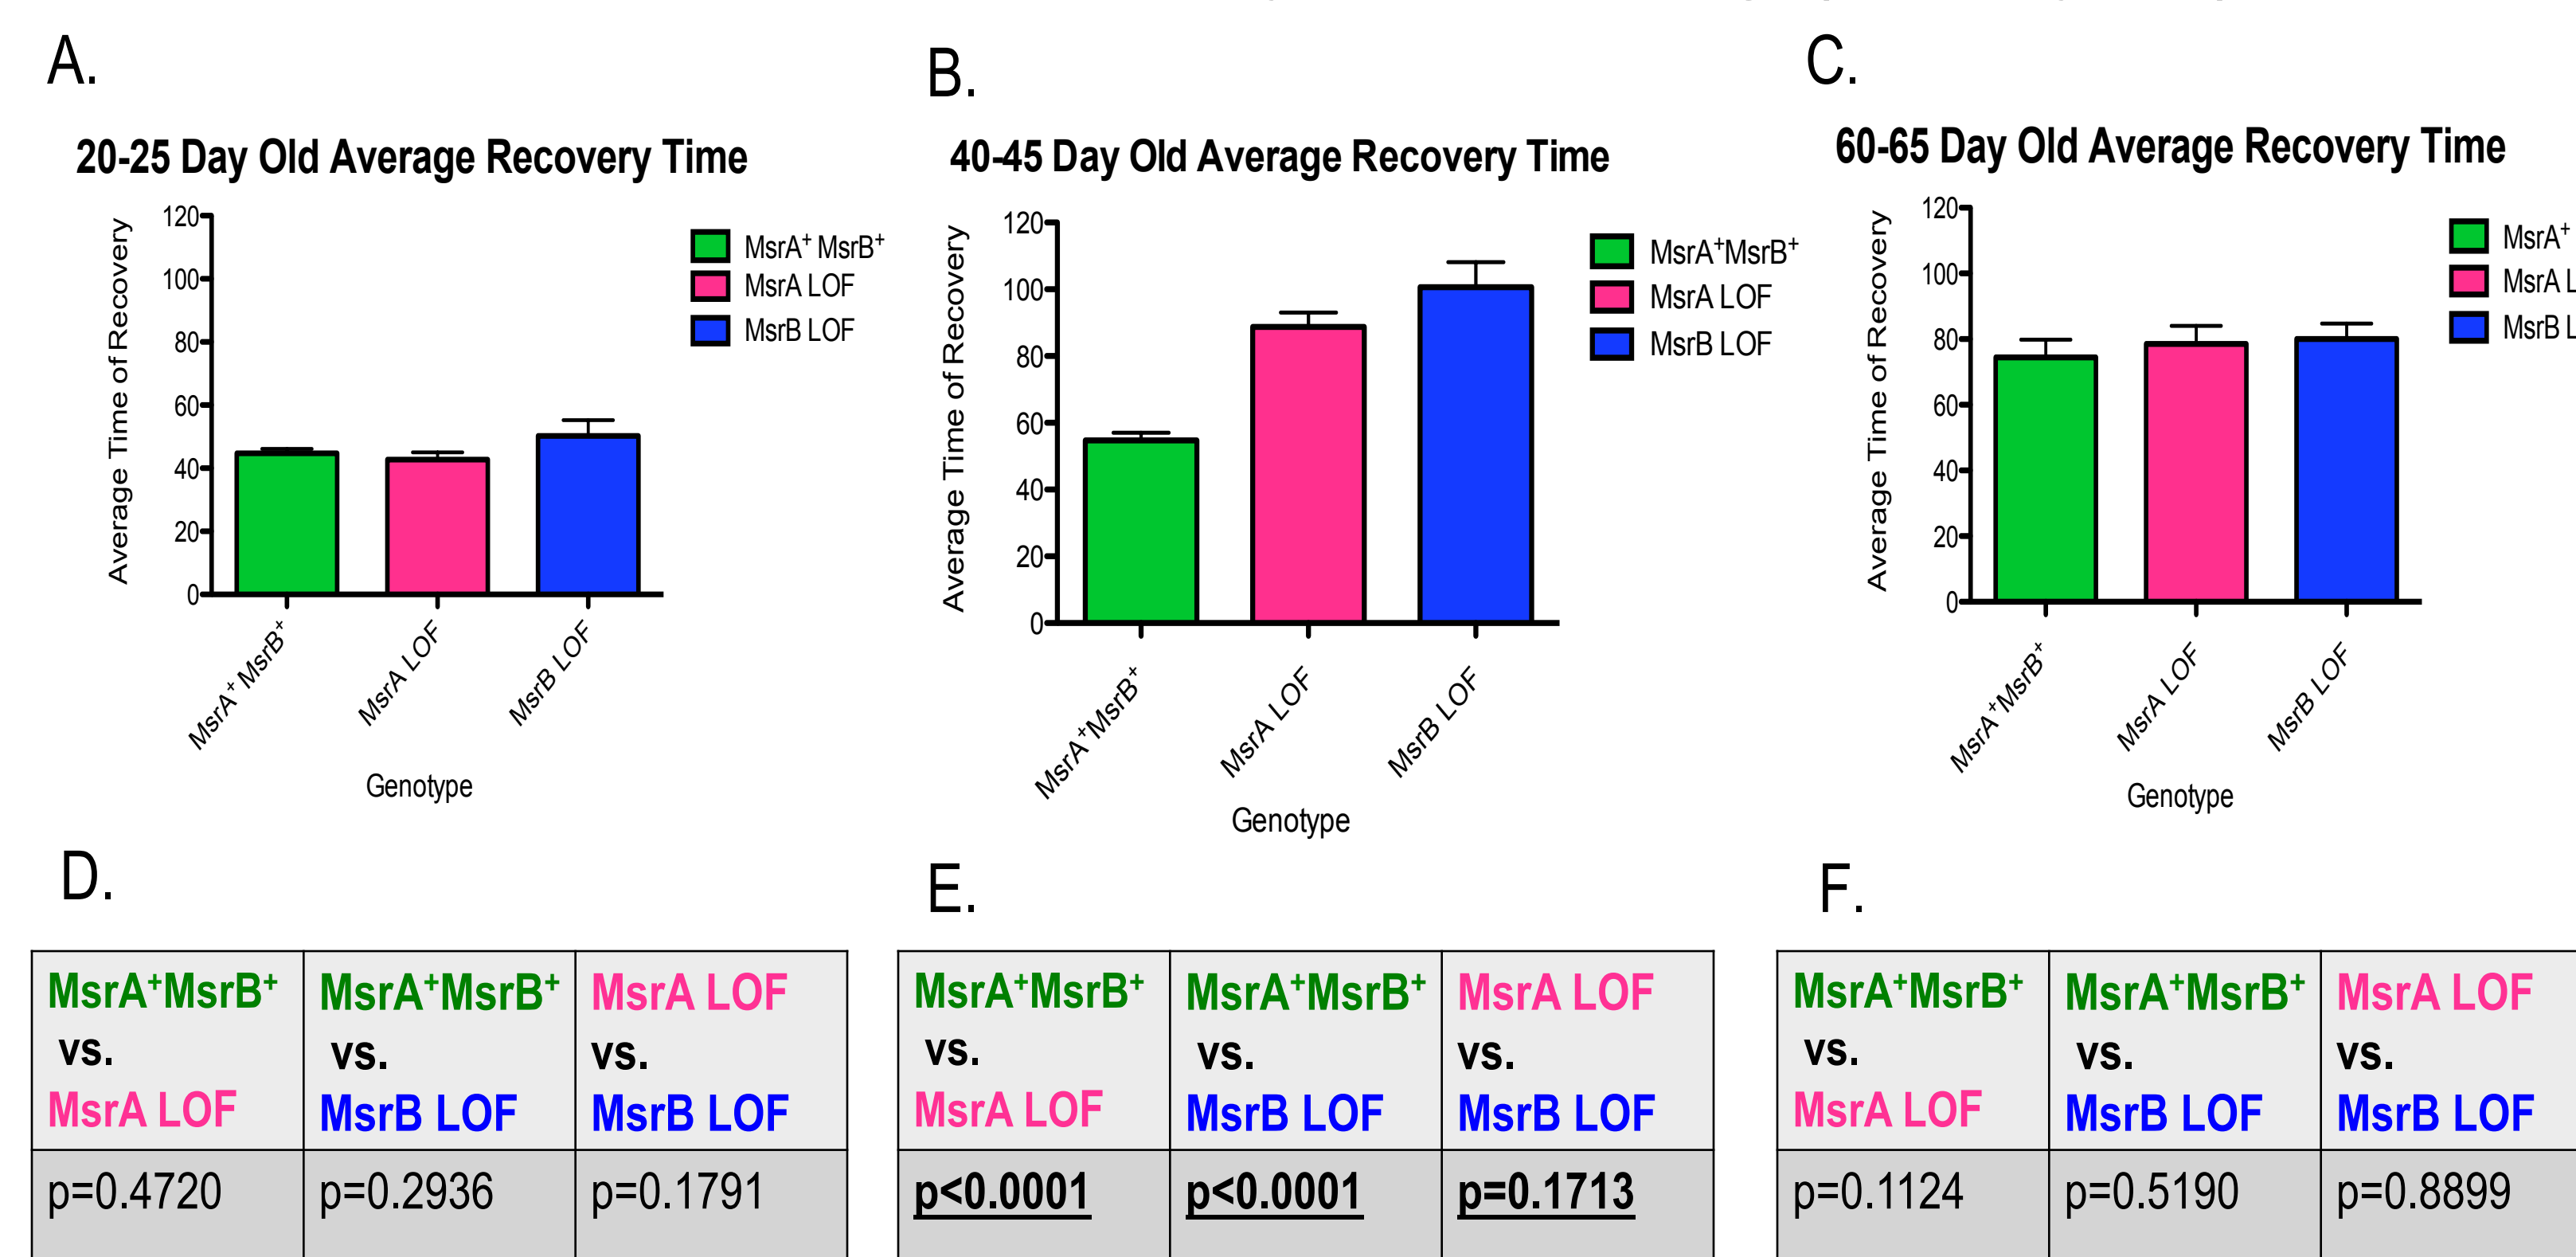 A.
20-25 Day Old Average Recovery Time
Average Time of Recovery
120
100
80
60
40
20
0
MsrA⁺ MsrB⁺
MsrA LOF
MsrB LOF
MsrA⁺ MsrB⁺
MsrA LOF
MsrB LOF
Genotype
B.
40-45 Day Old Average Recovery Time
Average Time of Recovery
120
100
80
60
40
20
0
MsrA⁺MsrB⁺
MsrA LOF
MsrB LOF
MsrA⁺MsrB⁺
MsrA LOF
MsrB LOF
Genotype
C.
60-65 Day Old Average Recovery Time
Average Time of Recovery
120
100
80
60
40
20
0
MsrA⁺
MsrA L
MsrB L
MsrA⁺MsrB⁺
MsrA LOF
MsrB LOF
Genotype
D.
MsrA⁺MsrB⁺
vs.
MsrA LOF
p=0.4720
MsrA⁺MsrB⁺
vs.
MsrB LOF
p=0.2936
MsrA LOF
vs.
MsrB LOF
p=0.1791
E.
MsrA⁺MsrB⁺
vs.
MsrA LOF
p<0.0001
MsrA⁺MsrB⁺
vs.
MsrB LOF
p<0.0001
MsrA LOF
vs.
MsrB LOF
p=0.1713
F.
MsrA⁺MsrB⁺
vs.
MsrA LOF
p=0.1124
MsrA⁺MsrB⁺
vs.
MsrB LOF
p=0.5190
MsrA LOF
vs.
MsrB LOF
p=0.8899